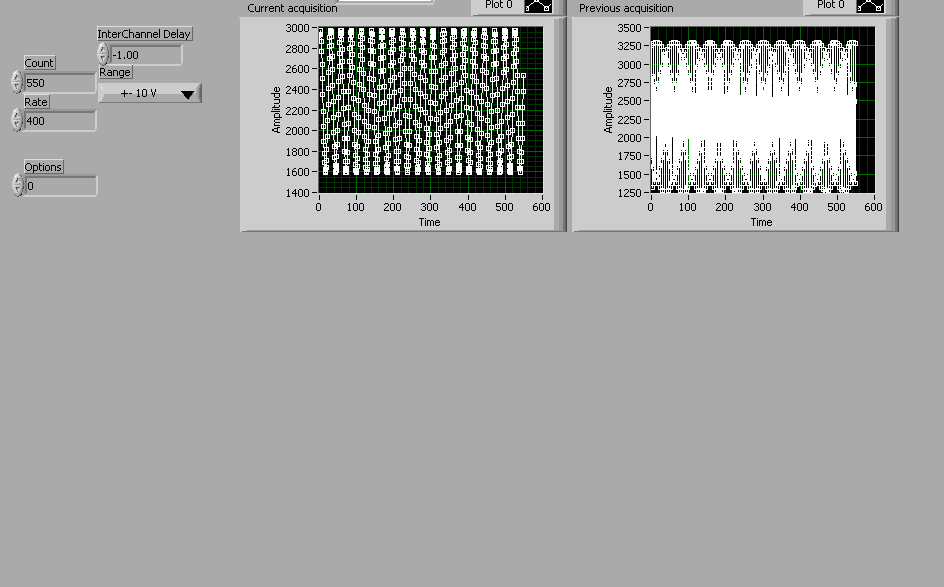 Current acquisition
Plot 0
Previous acquisition
Plot 0
InterChannel Delay
-1.00
Count
550
Range
+- 10 V
Rate
400
Options
0
Amplitude
3000
2800
2600
2400
2200
2000
1800
1600
1400
0 100 200 300 400 500 600
Time
Amplitude
3500
3250
3000
2750
2500
2250
2000
1750
1500
1250
0 100 200 300 400 500 600
Time